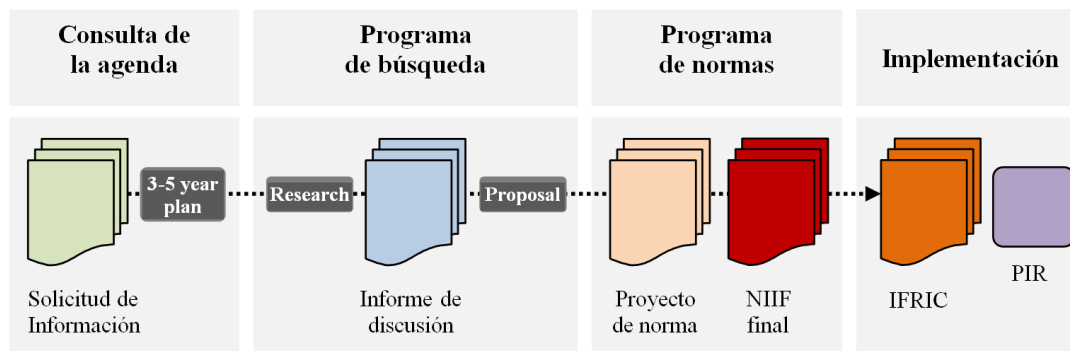 Consulta de
la agenda
Programa
de búsqueda
Programa
de normas
Implementación
3-5 year
plan
Research
Proposal
Solicitud de
Información
Informe de
discusión
Proyecto
de norma
NIIF
final
IFRIC
PIR